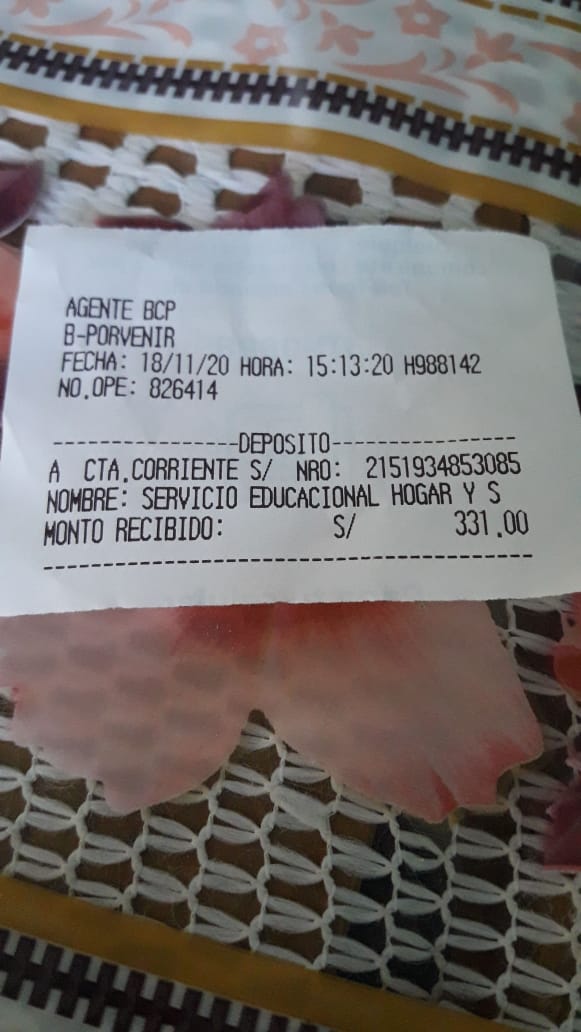 AGENTE BCP
B-PORVENIR
FECHA: 18/11/20 HORA: 15:13:20 H988142
NO.OPE: 826414
----------------DEPOSITO----------------
A CTA.CORRIENTE S/ NRO: 2151934853085
NOMBRE: SERVICIO EDUCACIONAL HOGAR Y S
MONTO RECIBIDO: S/ 331.00
----------------------------------------